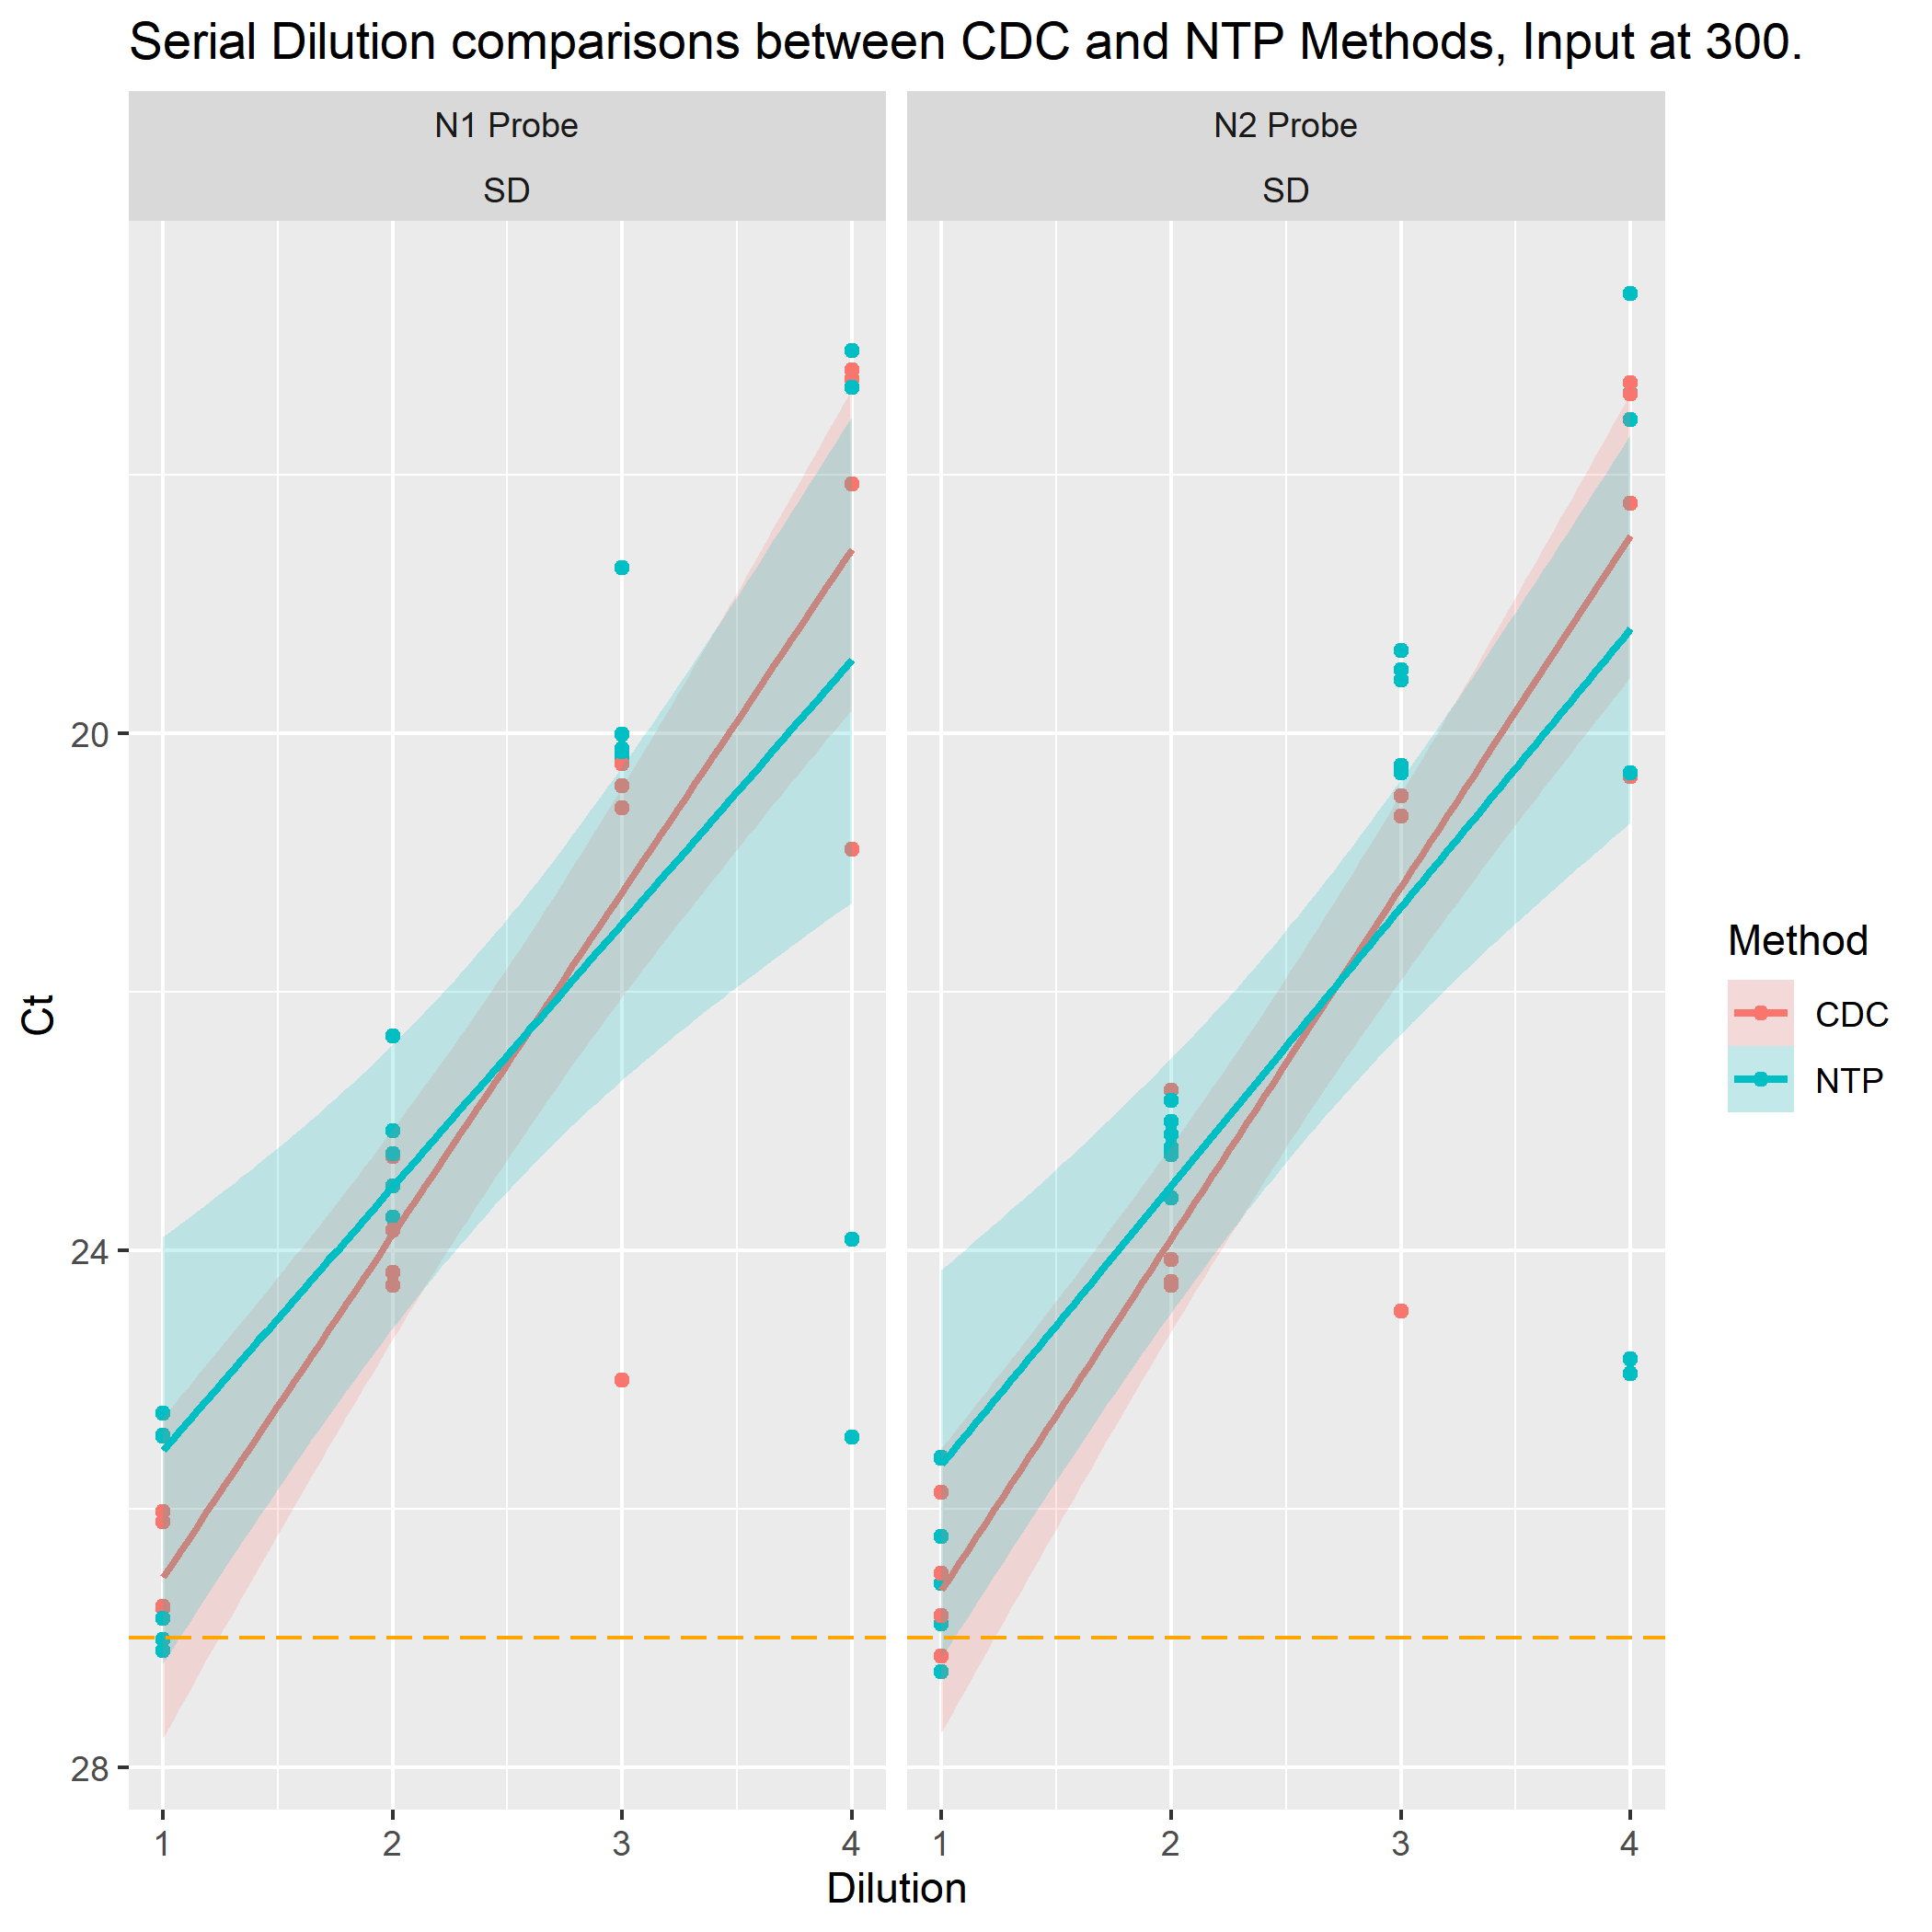 Serial Dilution comparisons between CDC and NTP Methods, Input at 300.
N1 Probe
N2 Probe
SD
SD
20
24
28
Ct
1
2
3
4
1
2
3
4
Dilution
Method
CDC
NTP